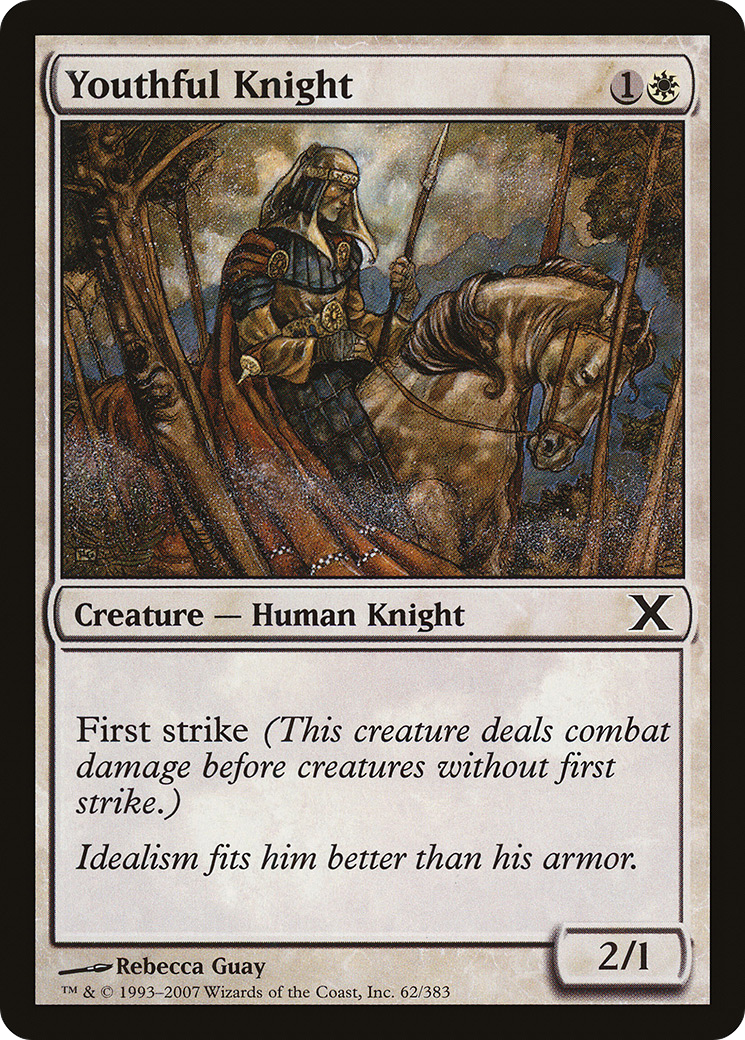 Youthful Knight 1
Creature — Human Knight X
First strike (This creature deals combat
damage before creatures without first
strike.)
Idealism fits him better than his armor.
2/1
Rebecca Guay
™ & © 1993–2007 Wizards of the Coast, Inc. 62/383